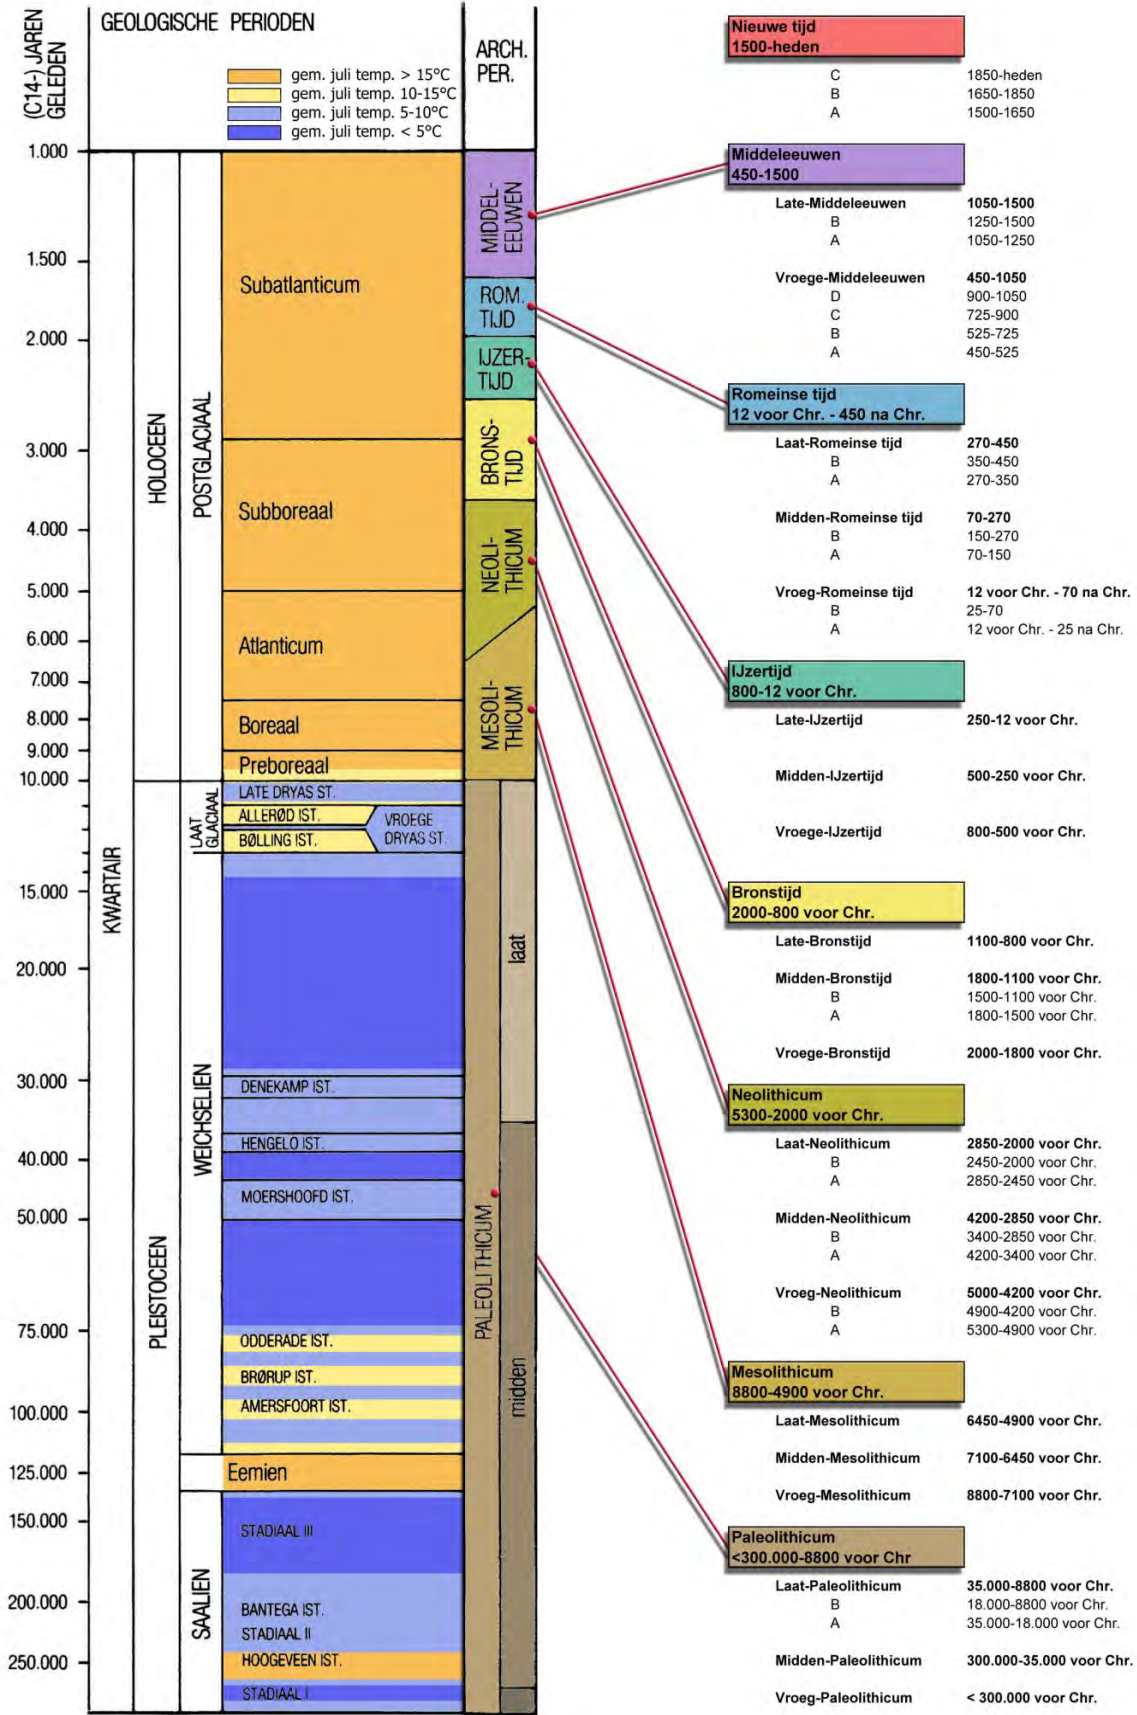 (C14-) JAREN
GELEDEN
GEOLOGISCHE PERIODEN
gem. juli temp. > 15°C
gem. juli temp. 10-15°C
gem. juli temp. 5-10°C
gem. juli temp. < 5°C
ARCH.
PER.
1.000
1.500
2.000
3.000
4.000
5.000
6.000
7.000
8.000
9.000
10.000
15.000
20.000
30.000
40.000
50.000
75.000
100.000
125.000
150.000
200.000
250.000
KWARTAIR
HOLOCEEN
PLEISTOCEEN
POSTGLACIAAL
LAAT
GLACIAAL
WEICHSELIEN
SAALIEN
Subatlanticum
Subboreaal
Atlanticum
Boreaal
Preboreaal
LATE DRYAS ST.
ALLERØD IST.
VROEGE
DRYAS ST.
BØLLING IST.
DENEKAMP IST.
HENGELO IST.
MOERSHOOFD IST.
ODDERADE IST.
BRØRUP IST.
AMERSFOORT IST.
Eemien
STADIAAL III
BANTEGA IST.
STADIAAL II
HOOGEVEEN IST.
STADIAAL I
MIDDEL-
EEUWEN
ROM.
TIJD
IJZER-
TIJD
BRONS-
TIJD
NEOLI-
THICUM
MESOLI-
THICUM
PALEOLITHICUM
laat
midden
Nieuwe tijd
1500-heden
C 1850-heden
B 1650-1850
A 1500-1650
Middeleeuwen
450-1500
Late-Middeleeuwen 1050-1500
B 1250-1500
A 1050-1250
Vroege-Middeleeuwen 450-1050
D 900-1050
C 725-900
B 525-725
A 450-525
Romeinse tijd
12 voor Chr. - 450 na Chr.
Laat-Romeinse tijd 270-450
B 350-450
A 270-350
Midden-Romeinse tijd 70-270
B 150-270
A 70-150
Vroeg-Romeinse tijd 12 voor Chr. - 70 na Chr.
B 25-70
A 12 voor Chr. - 25 na Chr.
IJzertijd
800-12 voor Chr.
Late-IJzertijd 250-12 voor Chr.
Midden-IJzertijd 500-250 voor Chr.
Vroege-IJzertijd 800-500 voor Chr.
Bronstijd
2000-800 voor Chr.
Late-Bronstijd 1100-800 voor Chr.
Midden-Bronstijd 1800-1100 voor Chr.
B 1500-1100 voor Chr.
A 1800-1500 voor Chr.
Vroege-Bronstijd 2000-1800 voor Chr.
Neolithicum
5300-2000 voor Chr.
Laat-Neolithicum 2850-2000 voor Chr.
B 2450-2000 voor Chr.
A 2850-2450 voor Chr.
Midden-Neolithicum 4200-2850 voor Chr.
B 3400-2850 voor Chr.
A 4200-3400 voor Chr.
Vroeg-Neolithicum 5000-4200 voor Chr.
B 4900-4200 voor Chr.
A 5300-4900 voor Chr.
Mesolithicum
8800-4900 voor Chr.
Laat-Mesolithicum 6450-4900 voor Chr.
Midden-Mesolithicum 7100-6450 voor Chr.
Vroeg-Mesolithicum 8800-7100 voor Chr.
Paleolithicum
<300.000-8800 voor Chr
Laat-Paleolithicum 35.000-8800 voor Chr.
B 18.000-8800 voor Chr.
A 35.000-18.000 voor Chr.
Midden-Paleolithicum 300.000-35.000 voor Chr.
Vroeg-Paleolithicum < 300.000 voor Chr.